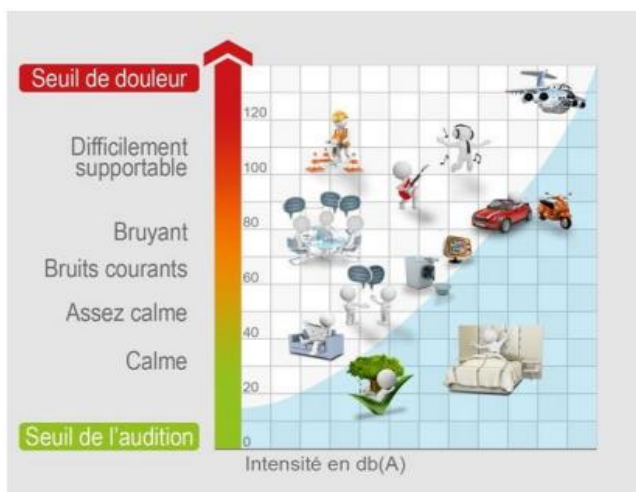 Seuil de douleur
120
Difficilement
supportable
100
Bruyant
80
Bruits courants
60
Assez calme
40
Calme
20
Seuil de l'audition
0
Intensité en db(A)